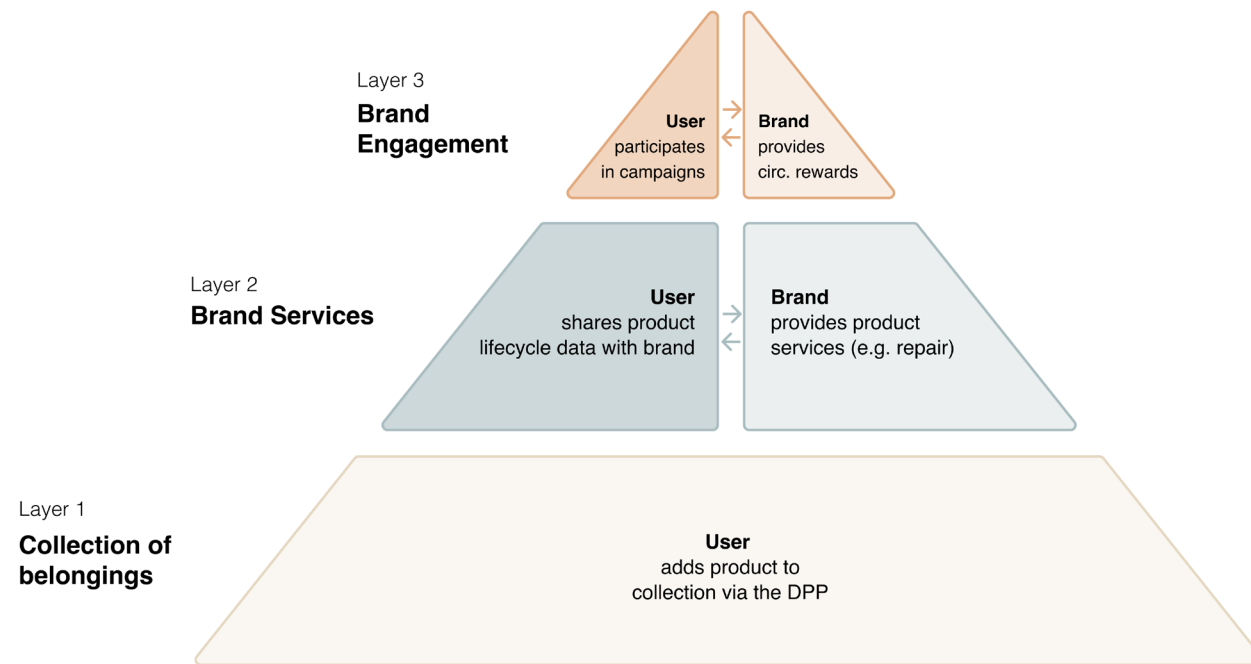 Layer 3
Brand
Engagement
User
participates
in campaigns
Brand
provides
circ. rewards
Layer 2
Brand Services
User
shares product
lifecycle data with brand
Brand
provides product
services (e.g. repair)
Layer 1
Collection of
belongings
User
adds product to
collection via the DPP